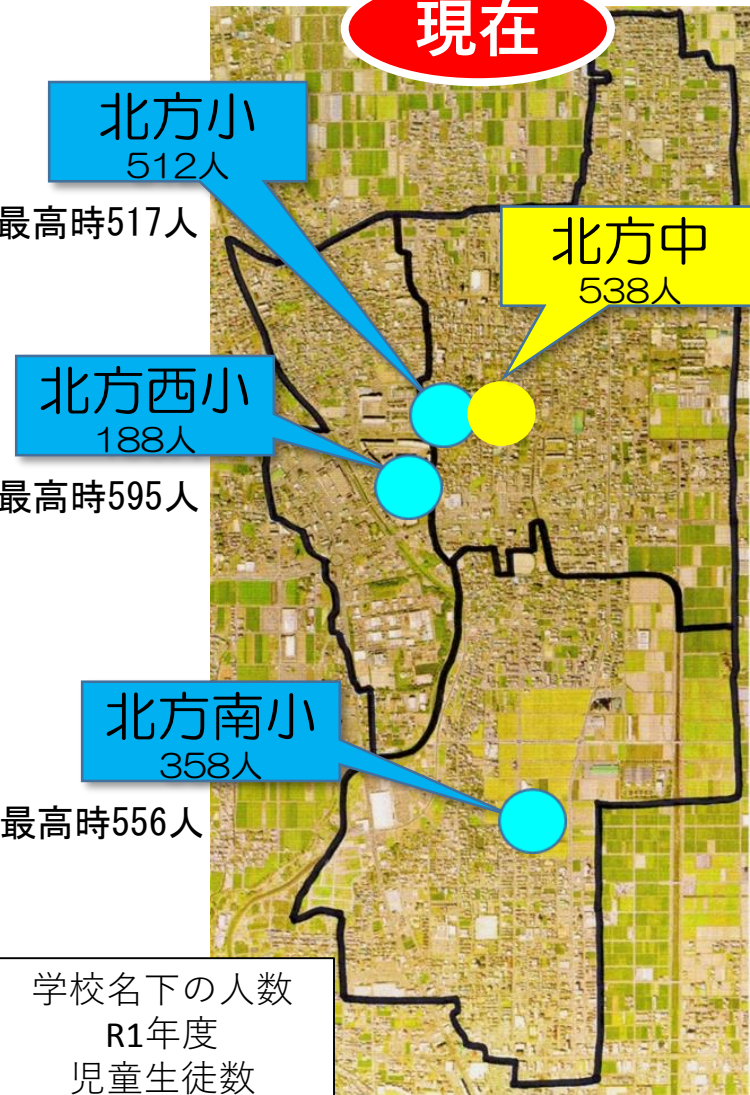 現在
北方小
512人
最高時517人
北方中
538人
北方西小
188人
最高時595人
北方南小
358人
最高時556人
学校名下の人数
R1年度
児童生徒数